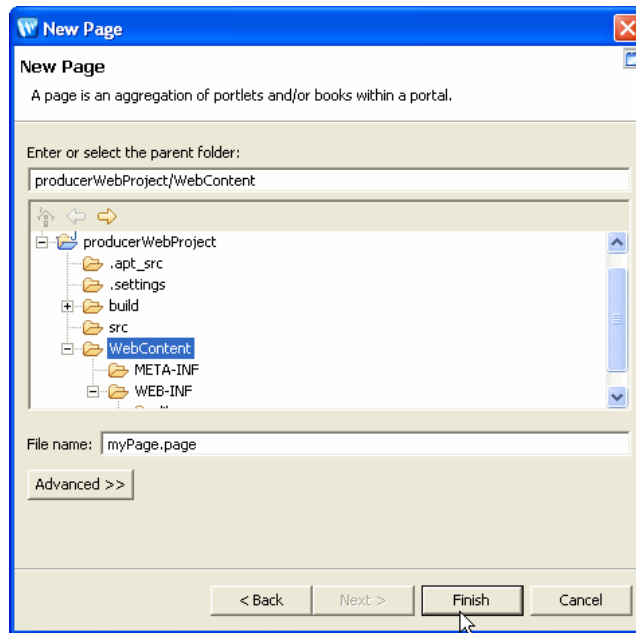 New Page
New Page
A page is an aggregation of portlets and/or books within a portal.
Enter or select the parent folder:
producerWebProject/WebContent
producerWebProject
.apt_src
.settings
build
src
WebContent
META-INF
WEB-INF
File name: myPage.page
Advanced >>
< Back Next > Finish Cancel